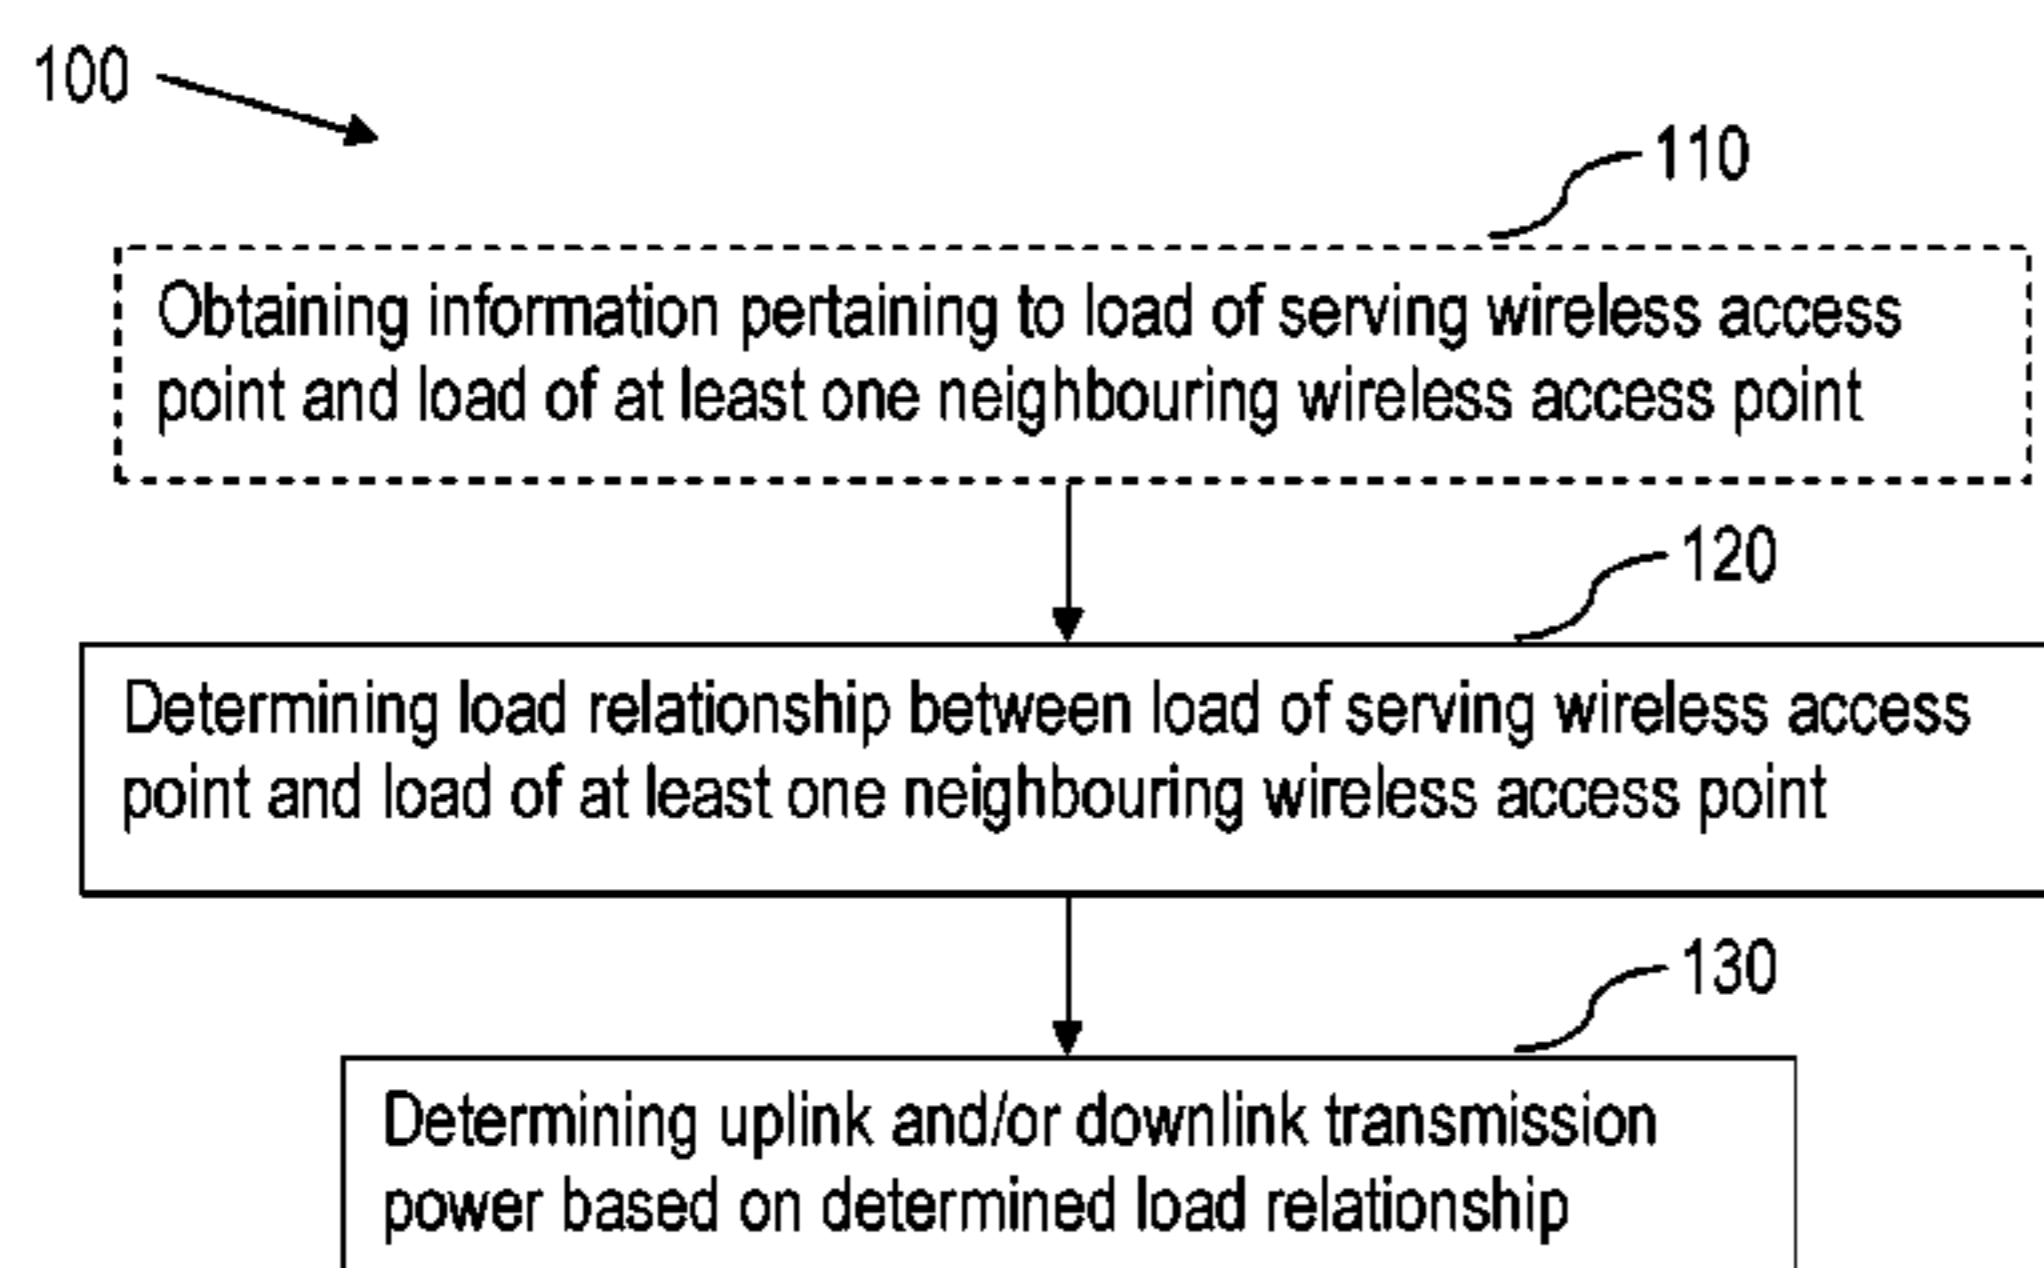 100
110
Obtaining information pertaining to load of serving wireless access
point and load of at least one neighbouring wireless access point
120
Determining load relationship between load of serving wireless access
point and load of at least one neighbouring wireless access point
130
Determining uplink and/or downlink transmission
power based on determined load relationship